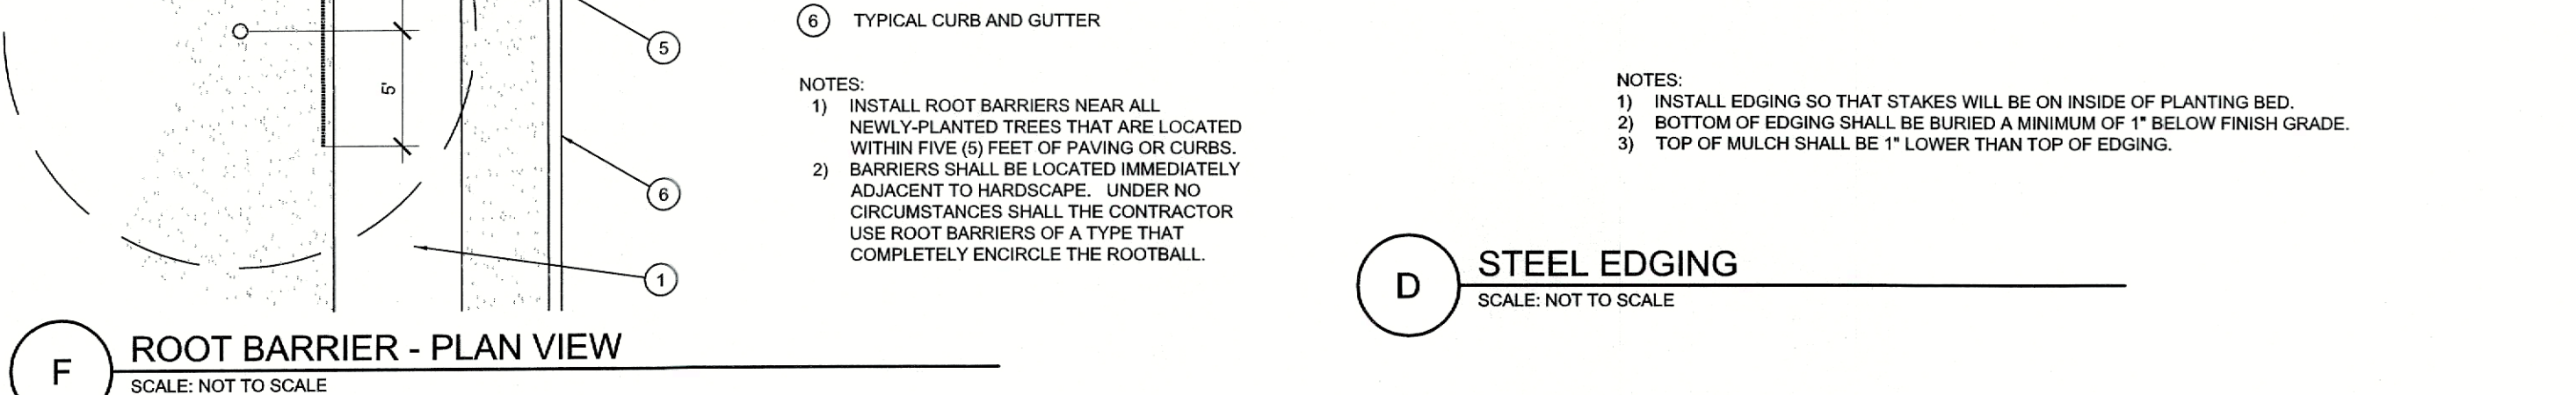 5
6 TYPICAL CURB AND GUTTER
5'
NOTES:
1) INSTALL ROOT BARRIERS NEAR ALL
NEWLY-PLANTED TREES THAT ARE LOCATED
WITHIN FIVE (5) FEET OF PAVING OR CURBS.
2) BARRIERS SHALL BE LOCATED IMMEDIATELY
ADJACENT TO HARDSCAPE. UNDER NO
CIRCUMSTANCES SHALL THE CONTRACTOR
USE ROOT BARRIERS OF A TYPE THAT
COMPLETELY ENCIRCLE THE ROOTBALL.
6
1
F ROOT BARRIER - PLAN VIEW
SCALE: NOT TO SCALE
NOTES:
1) INSTALL EDGING SO THAT STAKES WILL BE ON INSIDE OF PLANTING BED.
2) BOTTOM OF EDGING SHALL BE BURIED A MINIMUM OF 1" BELOW FINISH GRADE.
3) TOP OF MULCH SHALL BE 1" LOWER THAN TOP OF EDGING.
D STEEL EDGING
SCALE: NOT TO SCALE